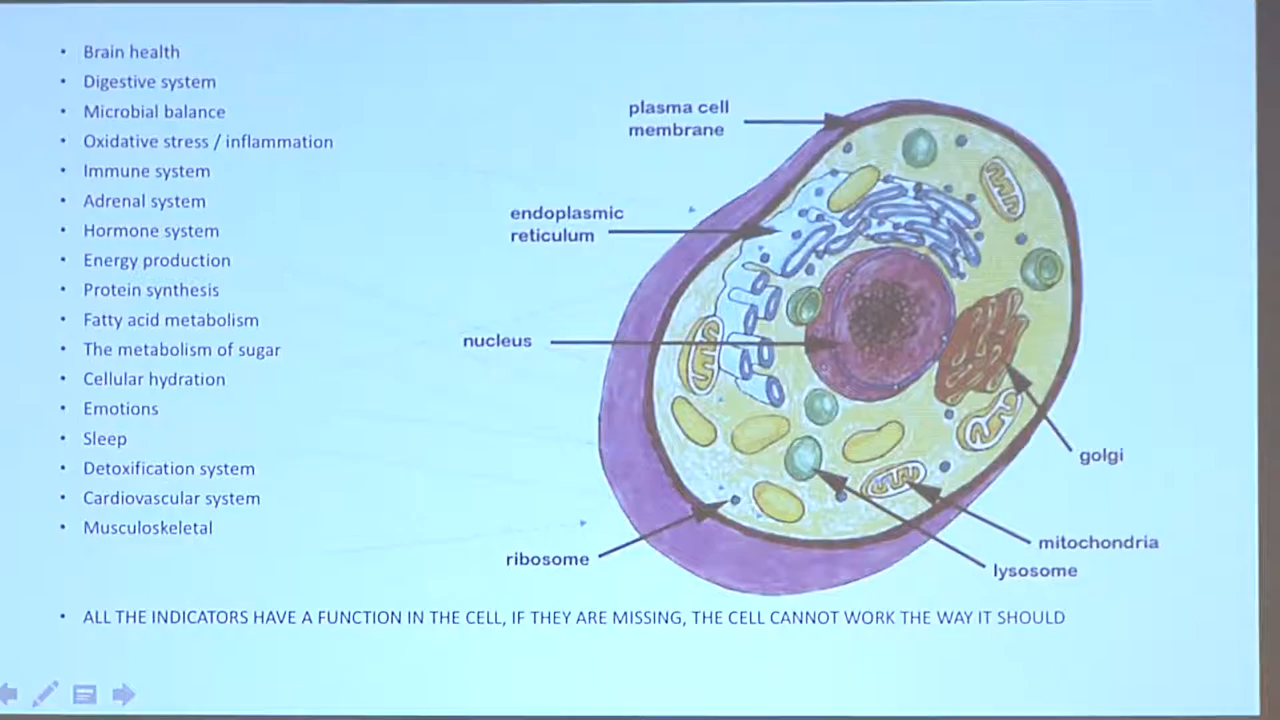 Brain health
Digestive system
Microbial balance
Oxidative stress / inflammation
Immune system
Adrenal system
Hormone system
Energy production
Protein synthesis
Fatty acid metabolism
The metabolism of sugar
Cellular hydration
Emotions
Sleep
Detoxification system
Cardiovascular system
Musculoskeletal
plasma cell
membrane
endoplasmic
reticulum
nucleus
golgi
mitochondria
lysosome
ribosome
ALL THE INDICATORS HAVE A FUNCTION IN THE CELL, IF THEY ARE MISSING, THE CELL CANNOT WORK THE WAY IT SHOULD